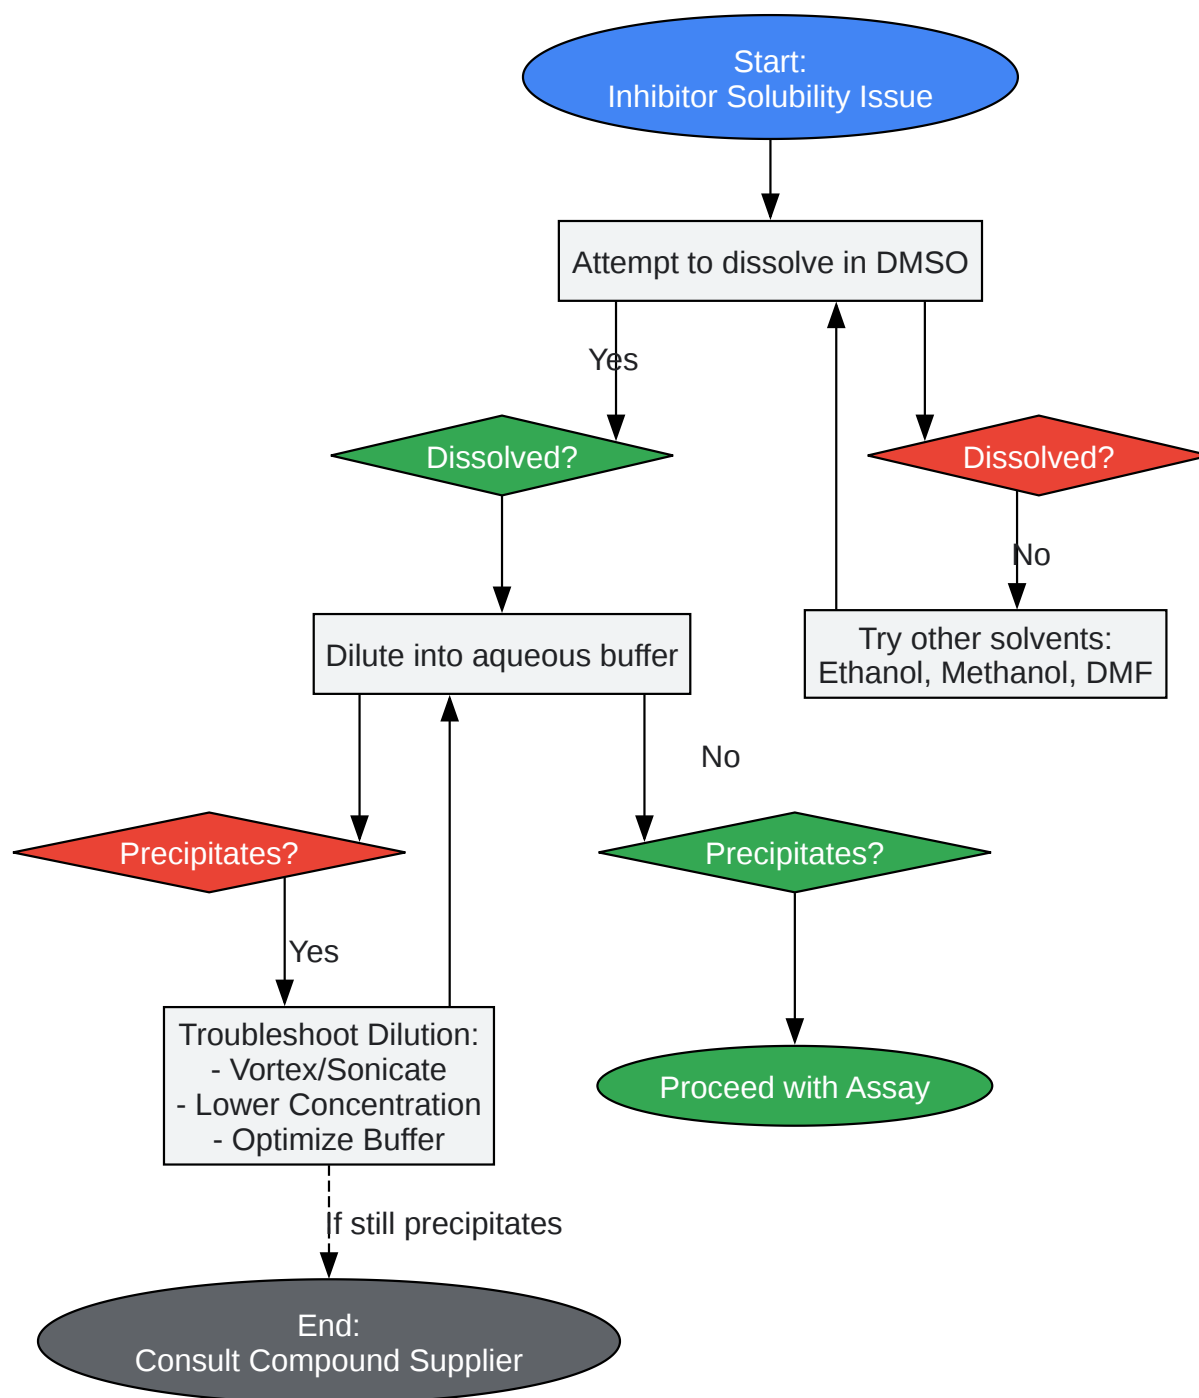 Start:
Inhibitor Solubility Issue
Attempt to dissolve in DMSO
Yes
Dissolved?
Dissolved?
No
Dilute into aqueous buffer
Try other solvents:
Ethanol, Methanol, DMF
No
Precipitates?
Precipitates?
Yes
Troubleshoot Dilution:
- Vortex/Sonicate
- Lower Concentration
- Optimize Buffer
Proceed with Assay
If still precipitates
End:
Consult Compound Supplier